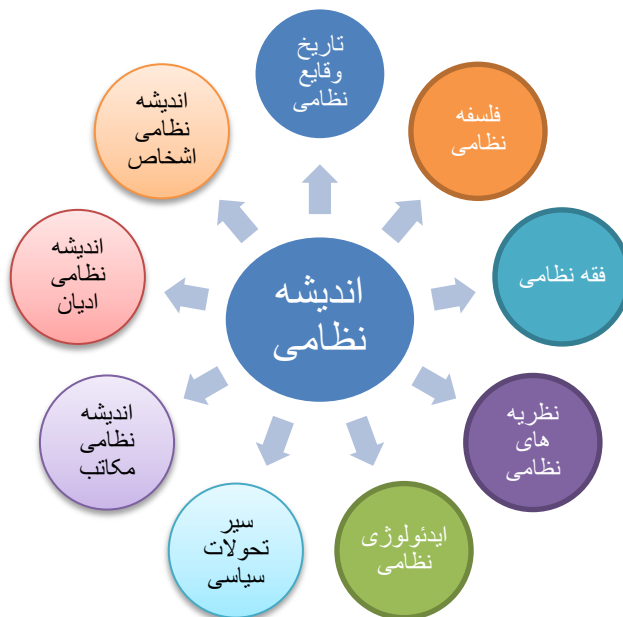 تاریخ
وقایع
نظامی
فلسفه
نظامی
فقه نظامی
نظریه
های
نظامی
ایدئولوژی
نظامی
سیر
تحولات
سیاسی
اندیشه
نظامی
مکاتب
اندیشه
نظامی
ادیان
اندیشه
نظامی
اشخاص
اندیشه
نظامی